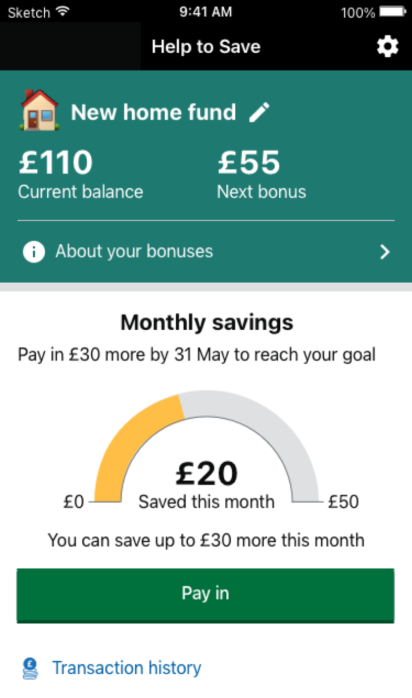 Sketch 9:41 AM 100%
Help to Save
New home fund
£110 £55
Current balance Next bonus
About your bonuses
Monthly savings
Pay in £30 more by 31 May to reach your goal
£20
£0 Saved this month £50
You can save up to £30 more this month
Pay in
Transaction history